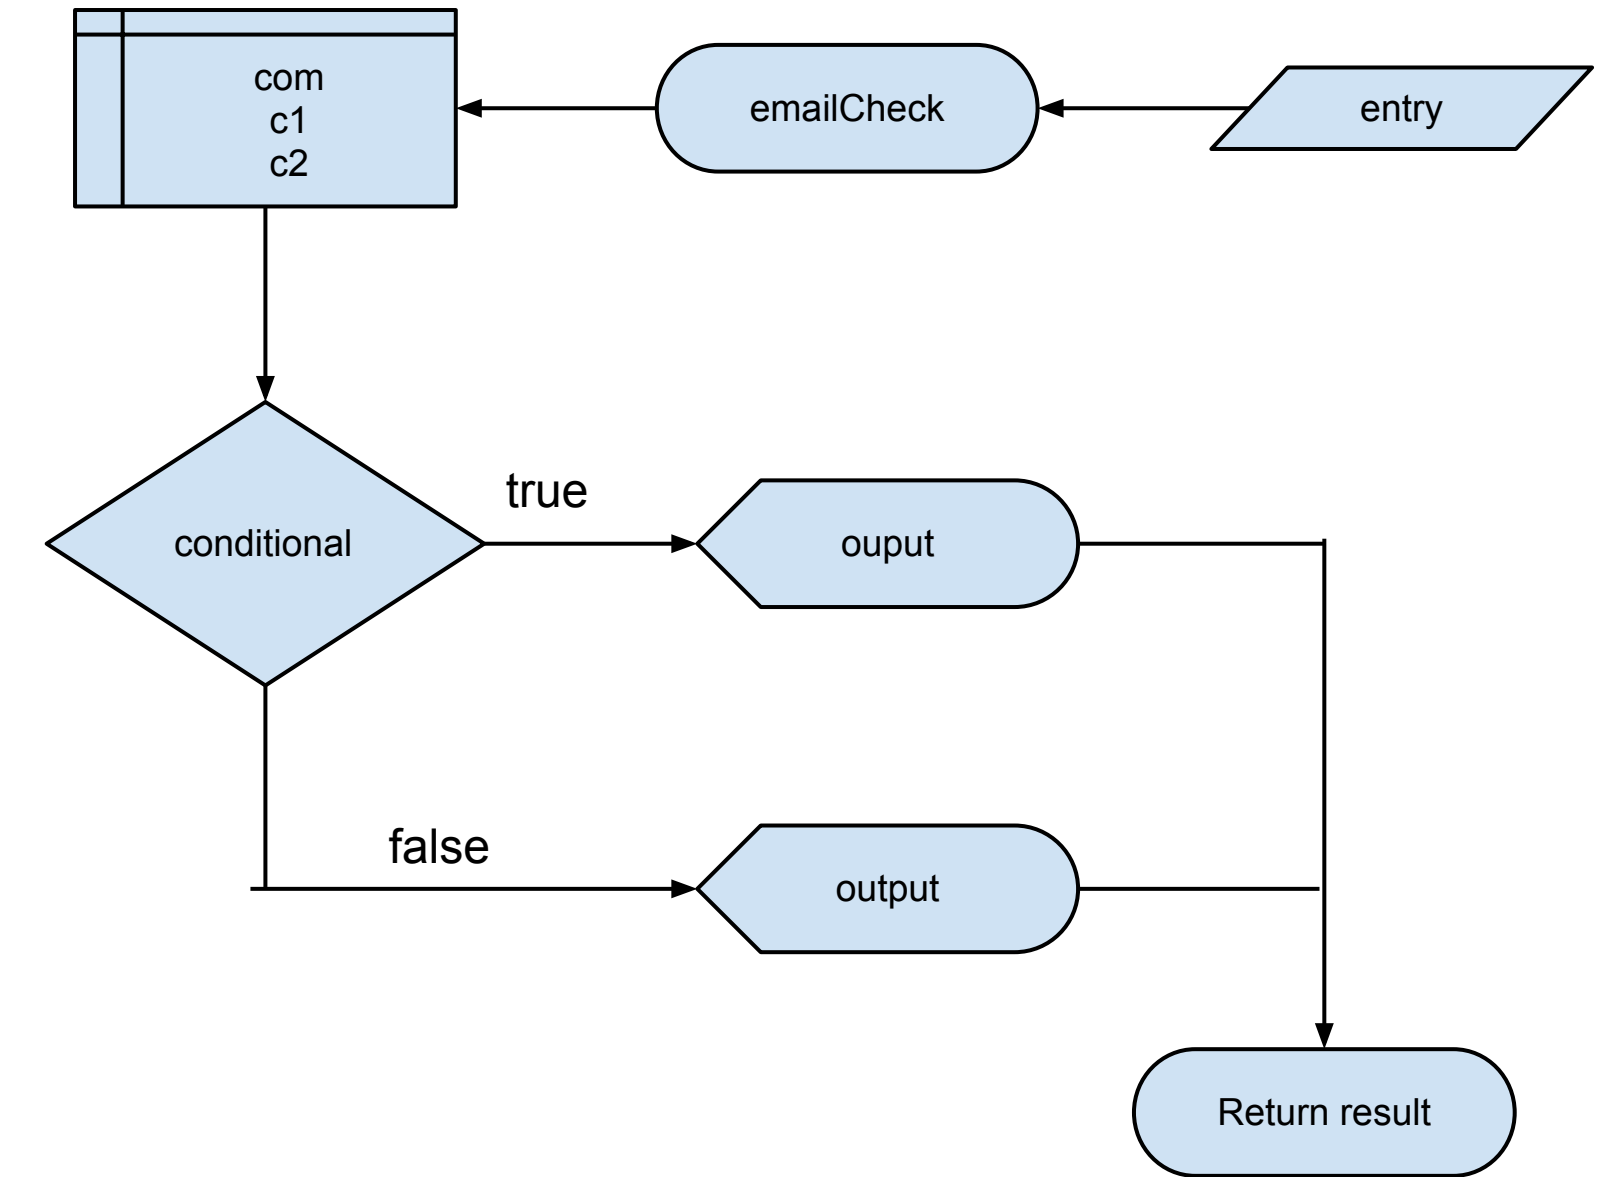 com
c1
c2
emailCheck
entry
conditional
true
ouput
false
output
Return result